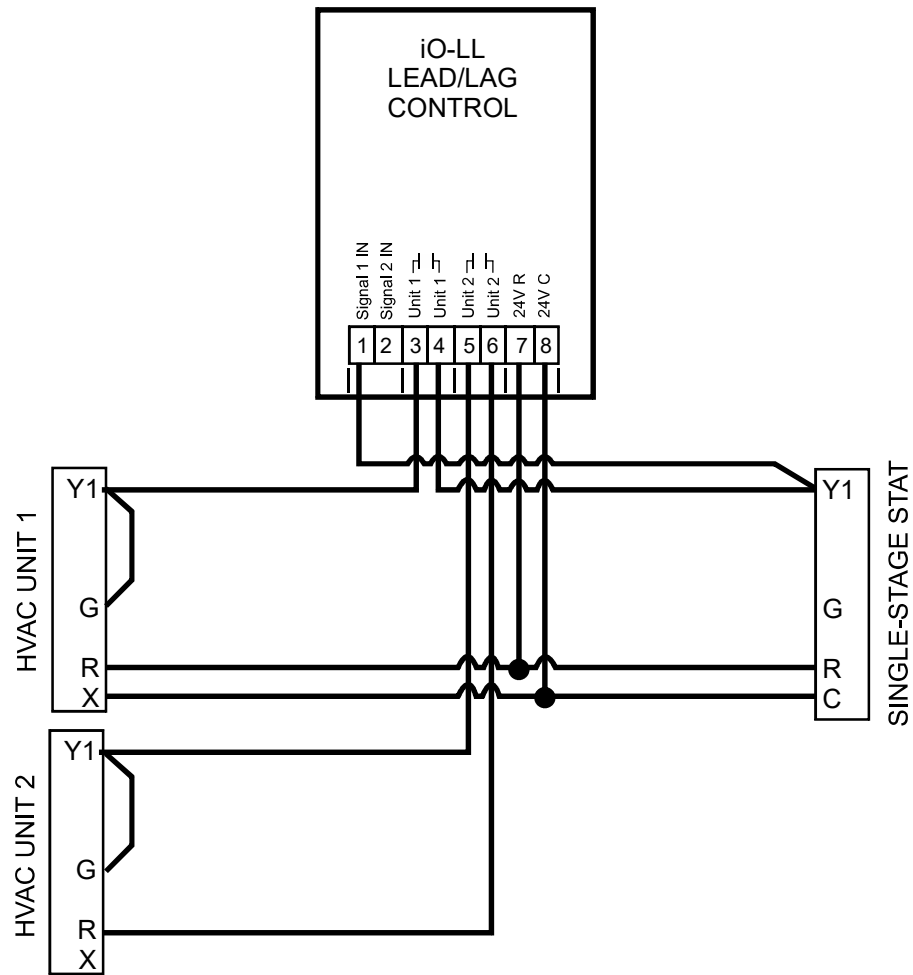 iO-LL
LEAD/LAG
CONTROL
Signal 1 IN
Signal 2 IN
Unit 1
Unit 1
Unit 2
Unit 2
24V R
24V C
1 2 3 4 5 6 7 8
HVAC UNIT 1
Y1
G
R
X
SINGLE-STAGE STAT
Y1
G
R
C
HVAC UNIT 2
Y1
G
R
X